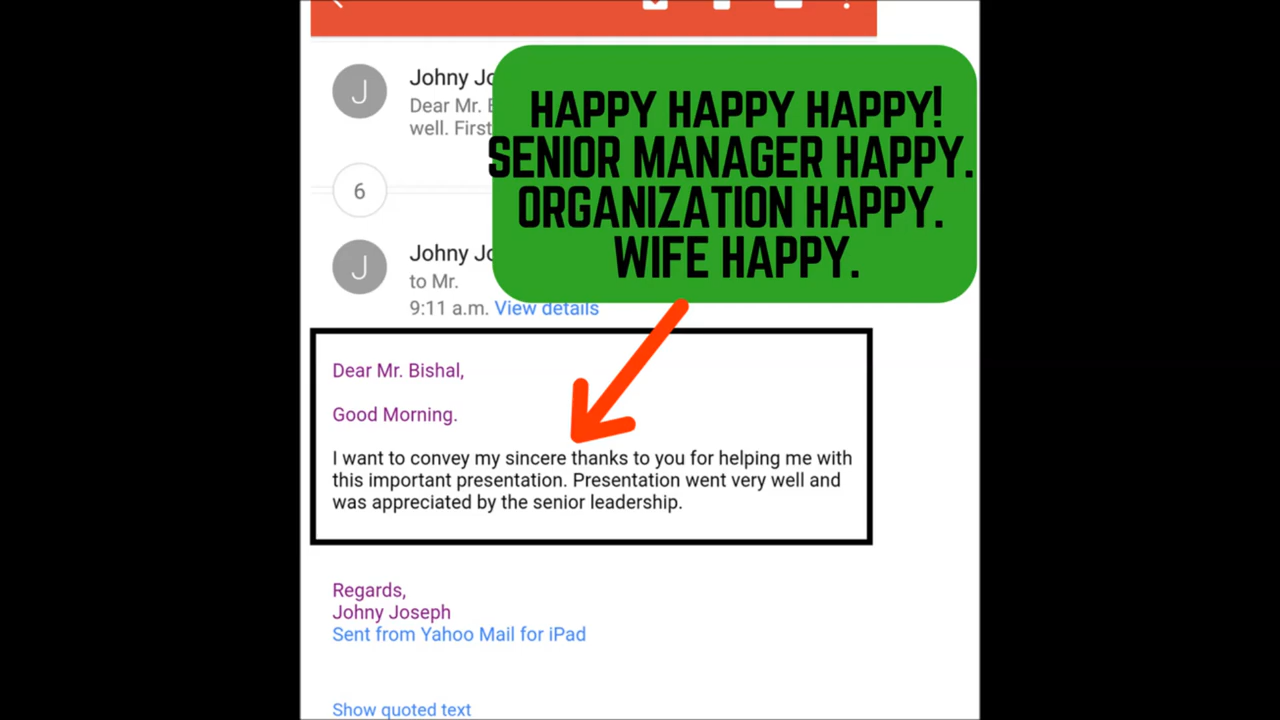 Johny Jo
Dear Mr.
well. First
HAPPY HAPPY HAPPY!
SENIOR MANAGER HAPPY.
ORGANIZATION HAPPY.
WIFE HAPPY.
6
J
J
Johny Jo
to Mr.
9:11 a.m. View details
Dear Mr. Bishal,
Good Morning.
I want to convey my sincere thanks to you for helping me with
this important presentation. Presentation went very well and
was appreciated by the senior leadership.
Regards,
Johny Joseph
Sent from Yahoo Mail for iPad
Show quoted text